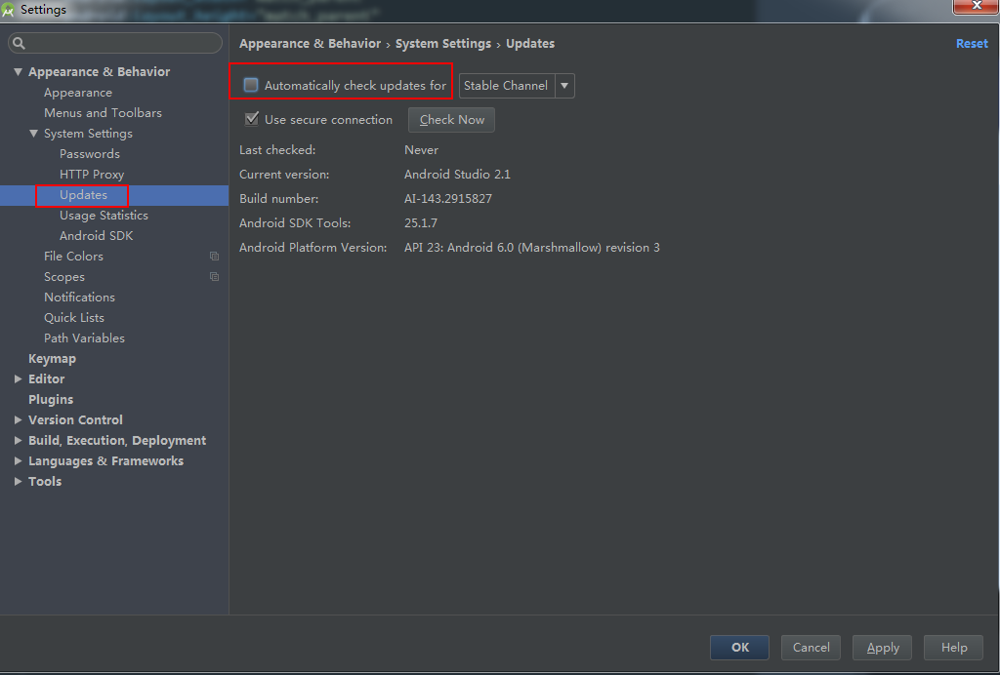 Settings
Appearance & Behavior › System Settings › Updates
Reset
Appearance & Behavior
Appearance
Menus and Toolbars
System Settings
Passwords
HTTP Proxy
Updates
Usage Statistics
Android SDK
File Colors
Scopes
Notifications
Quick Lists
Path Variables
Keymap
Editor
Plugins
Version Control
Build, Execution, Deployment
Languages & Frameworks
Tools
Automatically check updates for Stable Channel
Use secure connection Check Now
Last checked: Never
Current version: Android Studio 2.1
Build number: AI-143.2915827
Android SDK Tools: 25.1.7
Android Platform Version: API 23: Android 6.0 (Marshmallow) revision 3
OK Cancel Apply Help